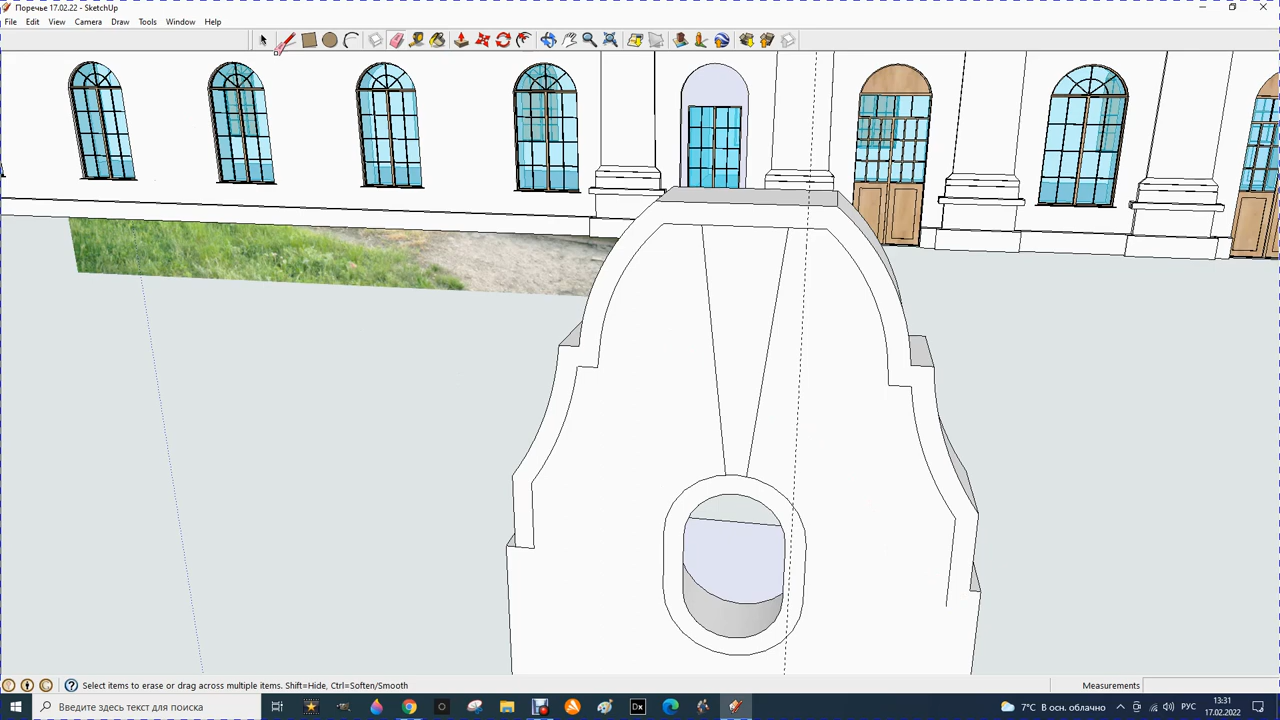 Поречье 17.02.22 - SketchUp
File Edit View Camera Draw Tools Window Help
Select items to erase or drag across multiple items. Shift=Hide, Ctrl=Soften/Smooth
Measurements
Введите здесь текст для поиска
Dx
7°C В осн. облачно
РУС
13:31
17.02.2022